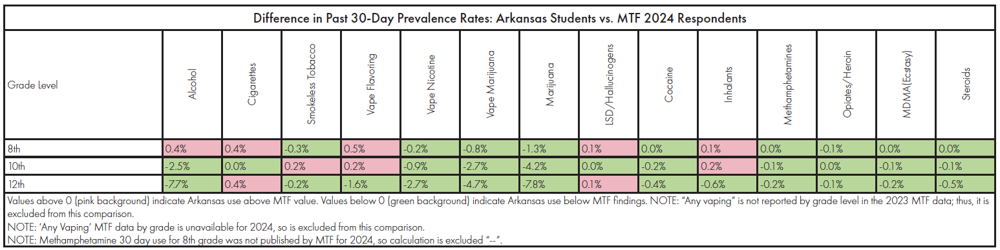 Difference in Past 30-Day Prevalence Rates: Arkansas Students vs. MTF 2024 Respondents
Grade Level Alcohol Cigarettes Smokeless Tobacco Vape Flavoring Vape Nicotine Vape Marijuana Marijuana LSD/Hallucinogens Cocaine Inhalants Methamphetamines Opiates/Heroin MDMA(Ecstasy) Steroids
8th 0.4% 0.4% -0.3% 0.5% -0.2% -0.8% -1.3% 0.1% 0.0% 0.1% 0.0% -0.1% 0.0% 0.0%
10th -2.5% 0.0% 0.2% 0.2% -0.9% -2.7% -4.2% 0.0% -0.2% 0.2% -0.1% 0.0% -0.1% -0.1%
12th -7.7% 0.4% -0.2% -1.6% -2.7% -4.7% -7.8% 0.1% -0.4% -0.6% -0.2% -0.1% -0.2% -0.5%
Values above 0 (pink background) indicate Arkansas use above MTF value. Values below 0 (green background) indicate Arkansas use below MTF findings. NOTE: “Any vaping” is not reported by grade level in the 2023 MTF data; thus, it is
excluded from this comparison.
NOTE: ‘Any Vaping’ MTF data by grade is unavailable for 2024, so is excluded from this comparison.
NOTE: Methamphetamine 30 day use for 8th grade was not published by MTF for 2024, so calculation is excluded “--”.